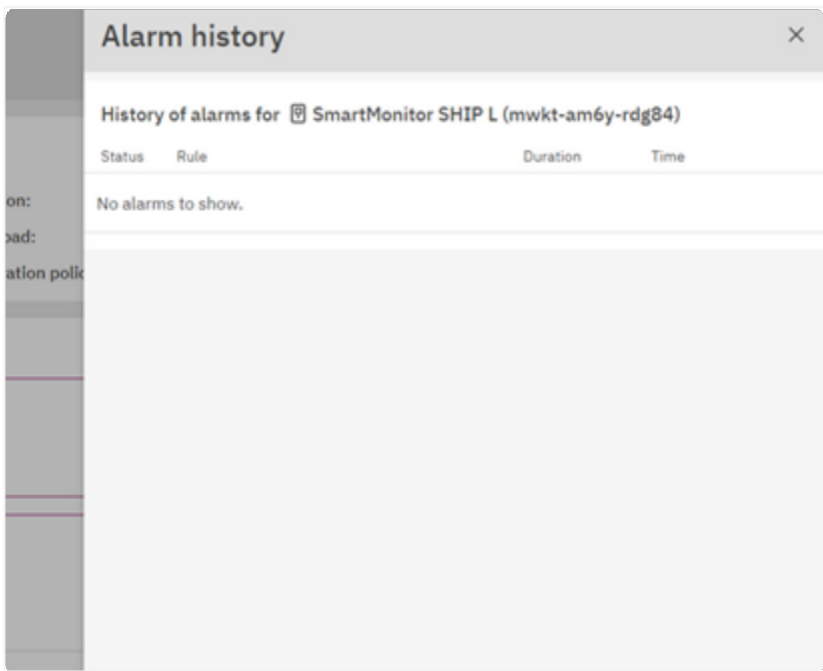 Alarm history
History of alarms for SmartMonitor SHIP L (mwkt-am6y-rdg84)
Status Rule Duration Time
No alarms to show.
on:
oad:
ation polic